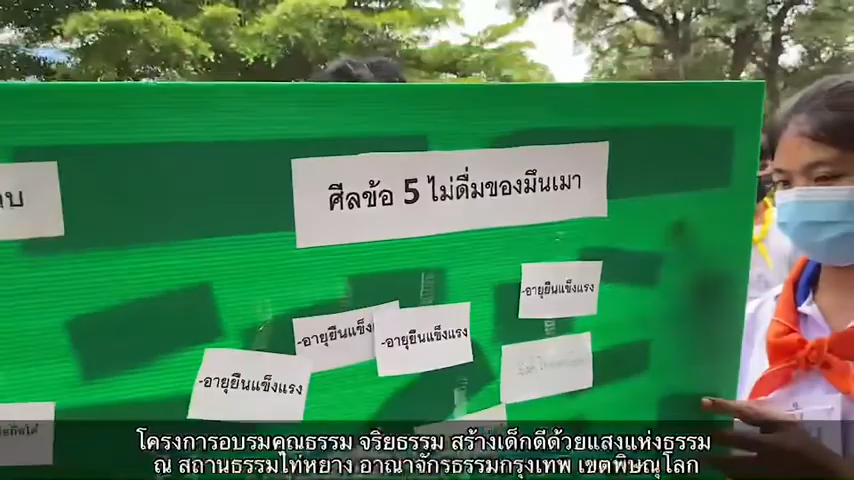 ศีลข้อ 5 ไม่ดื่มของมึนเมา
-อายุยืนแข็งแรง
-อายุยืนแข็งแรง
-อายุยืนแข็งแรง
-อายุยืนแข็งแรง
โครงการอบรมคุณธรรม จริยธรรม สร้างเด็กดีด้วยแสงแห่งธรรม
ณ สถานธรรมไท่หยาง อาณาจักรธรรมกรุงเทพ เขตพิษณุโลก